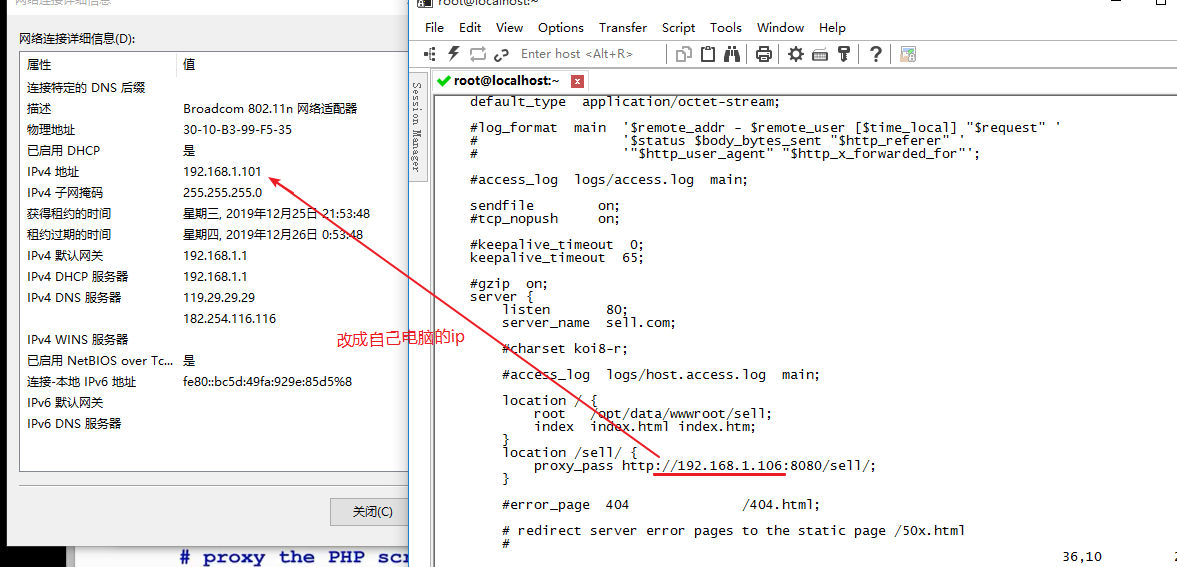 网络连接详细信息
网络连接详细信息(D):
属性 值
连接特定的 DNS 后缀
描述 Broadcom 802.11n 网络适配器
物理地址 30-10-B3-99-F5-35
已启用 DHCP 是
IPv4 地址 192.168.1.101
IPv4 子网掩码 255.255.255.0
获得租约的时间 星期三, 2019年12月25日 21:53:48
租约过期的时间 星期四, 2019年12月26日 0:53:48
IPv4 默认网关 192.168.1.1
IPv4 DHCP 服务器 192.168.1.1
IPv4 DNS 服务器 119.29.29.29
182.254.116.116
IPv4 WINS 服务器
已启用 NetBIOS over Tc... 是
连接-本地 IPv6 地址 fe80::bc5d:49fa:929e:85d5%8
IPv6 默认网关
IPv6 DNS 服务器
关闭(C)
# proxy the PHP scr
改成自己电脑的ip
root@localhost:~
File Edit View Options Transfer Script Tools Window Help
Enter host <Alt+R>
Session Manager
root@localhost:~
default_type  application/octet-stream;
#log_format  main  '$remote_addr - $remote_user [$time_local] "$request" '
#                  '$status $body_bytes_sent "$http_referer" '
#                  '"$http_user_agent" "$http_x_forwarded_for"';
#access_log  logs/access.log  main;
sendfile        on;
#tcp_nopush     on;
#keepalive_timeout  0;
keepalive_timeout  65;
#gzip  on;
server {
listen       80;
server_name  sell.com;
#charset koi8-r;
#access_log  logs/host.access.log  main;
location / {
root   /opt/data/wwwroot/sell;
index  index.html index.htm;
}
location /sell/ {
proxy_pass http://192.168.1.106:8080/sell/;
}
#error_page  404              /404.html;
# redirect server error pages to the static page /50x.html
#
36,10